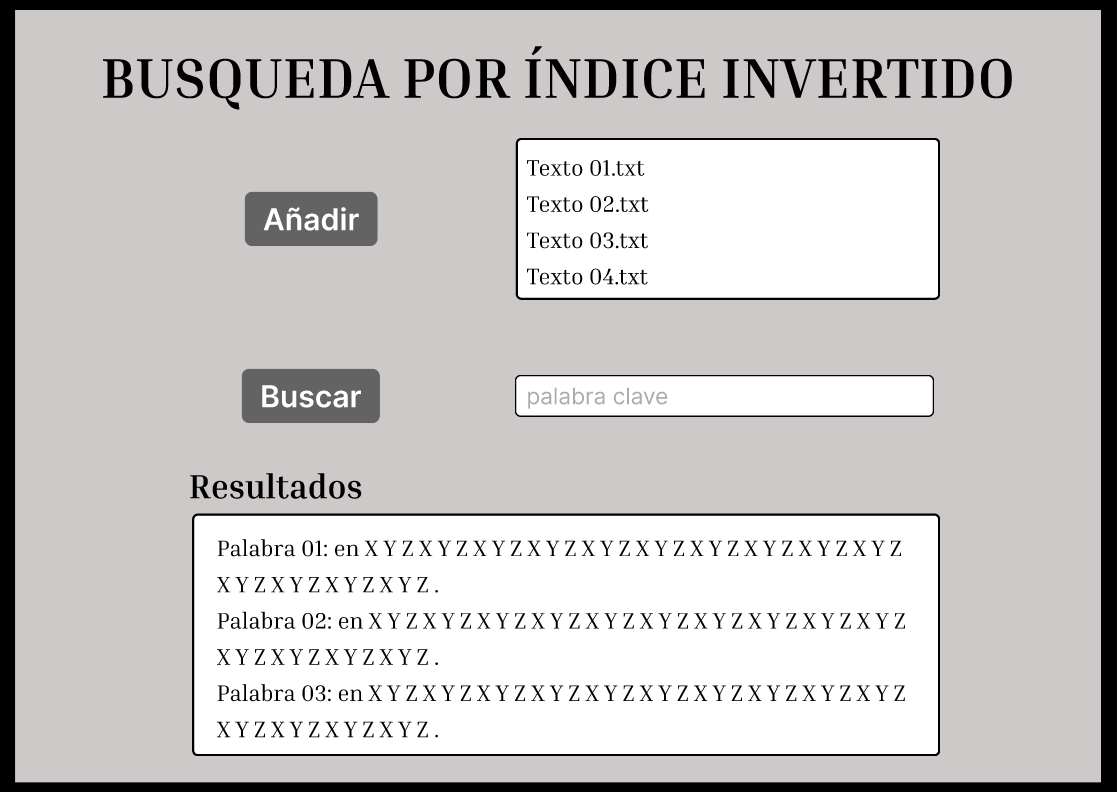 BUSQUEDA POR ÍNDICE INVERTIDO
Añadir
Texto 01.txt
Texto 02.txt
Texto 03.txt
Texto 04.txt
Buscar
palabra clave
Resultados
Palabra 01: en X Y Z X Y Z X Y Z X Y Z X Y Z X Y Z X Y Z X Y Z X Y Z X Y Z
X Y Z X Y Z X Y Z X Y Z .
Palabra 02: en X Y Z X Y Z X Y Z X Y Z X Y Z X Y Z X Y Z X Y Z X Y Z X Y Z
X Y Z X Y Z X Y Z X Y Z .
Palabra 03: en X Y Z X Y Z X Y Z X Y Z X Y Z X Y Z X Y Z X Y Z X Y Z X Y Z
X Y Z X Y Z X Y Z X Y Z .